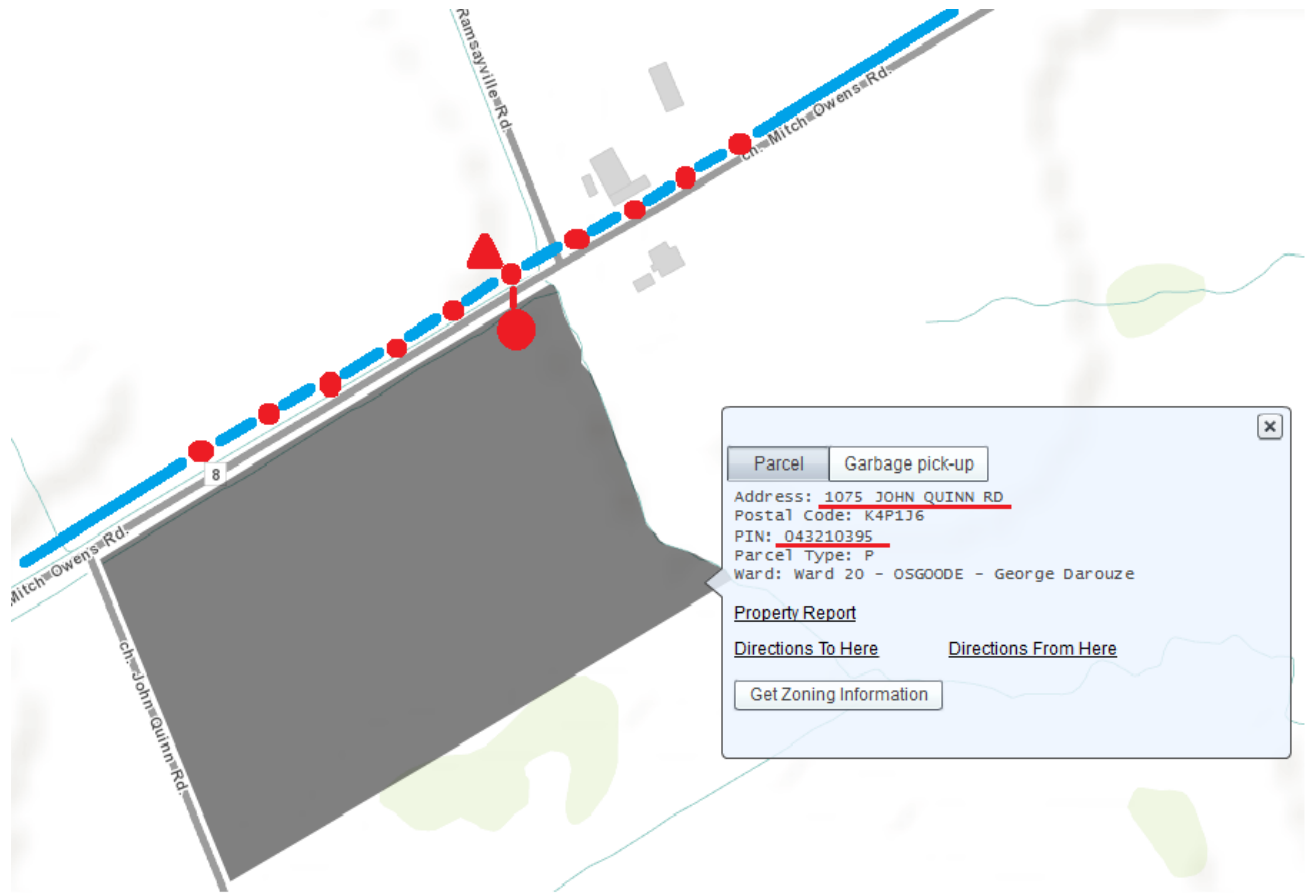 Ramsayville Rd.
ch. Mitch Owens Rd.
8
Mitch Owens Rd.
ch. John Quinn Rd.
Parcel
Garbage pick-up
Address: 1075 JOHN QUINN RD
Postal Code: K4P1J6
PIN: 043210395
Parcel Type: P
Ward: Ward 20 - OSGOODE - George Darouze
Property Report
Directions To Here
Directions From Here
Get Zoning Information